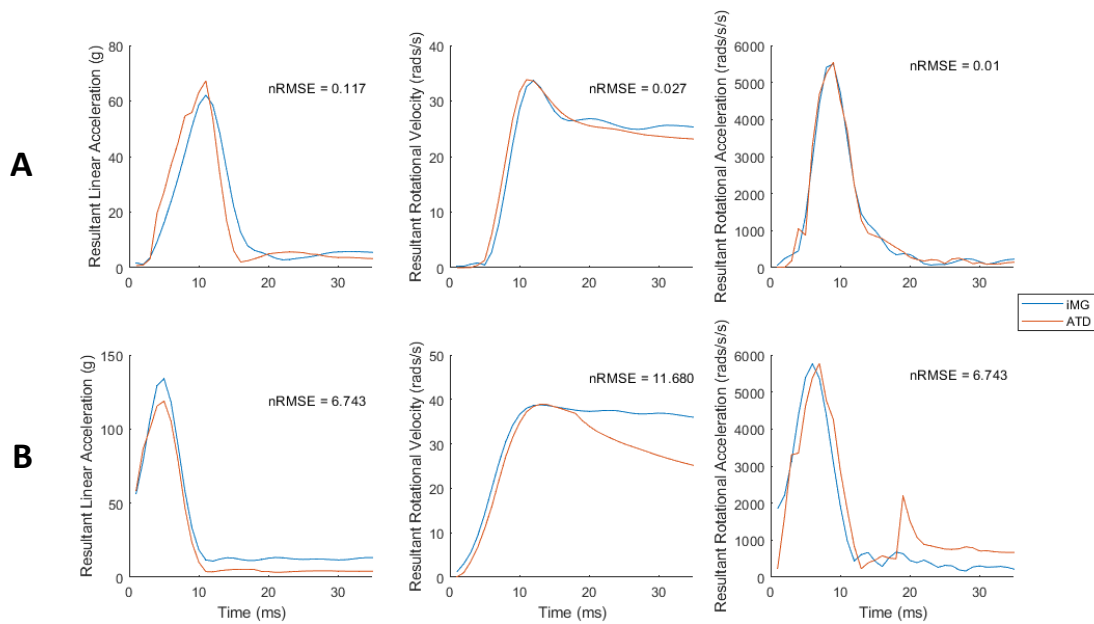 A
Resultant Linear Acceleration (g)
80
60
40
20
0
0 10 20 30
nRMSE = 0.117
Resultant Rotational Velocity (rads/s)
40
30
20
10
0
0 10 20 30
nRMSE = 0.027
Resultant Rotational Acceleration (rads/s/s)
6000
5000
4000
3000
2000
1000
0
0 10 20 30
nRMSE = 0.01
iMG
ATD
B
Resultant Linear Acceleration (g)
150
100
50
0
0 10 20 30
Time (ms)
nRMSE = 6.743
Resultant Rotational Velocity (rads/s)
50
40
30
20
10
0
0 10 20 30
Time (ms)
nRMSE = 11.680
Resultant Rotational Acceleration (rads/s/s)
6000
5000
4000
3000
2000
1000
0
0 10 20 30
Time (ms)
nRMSE = 6.743